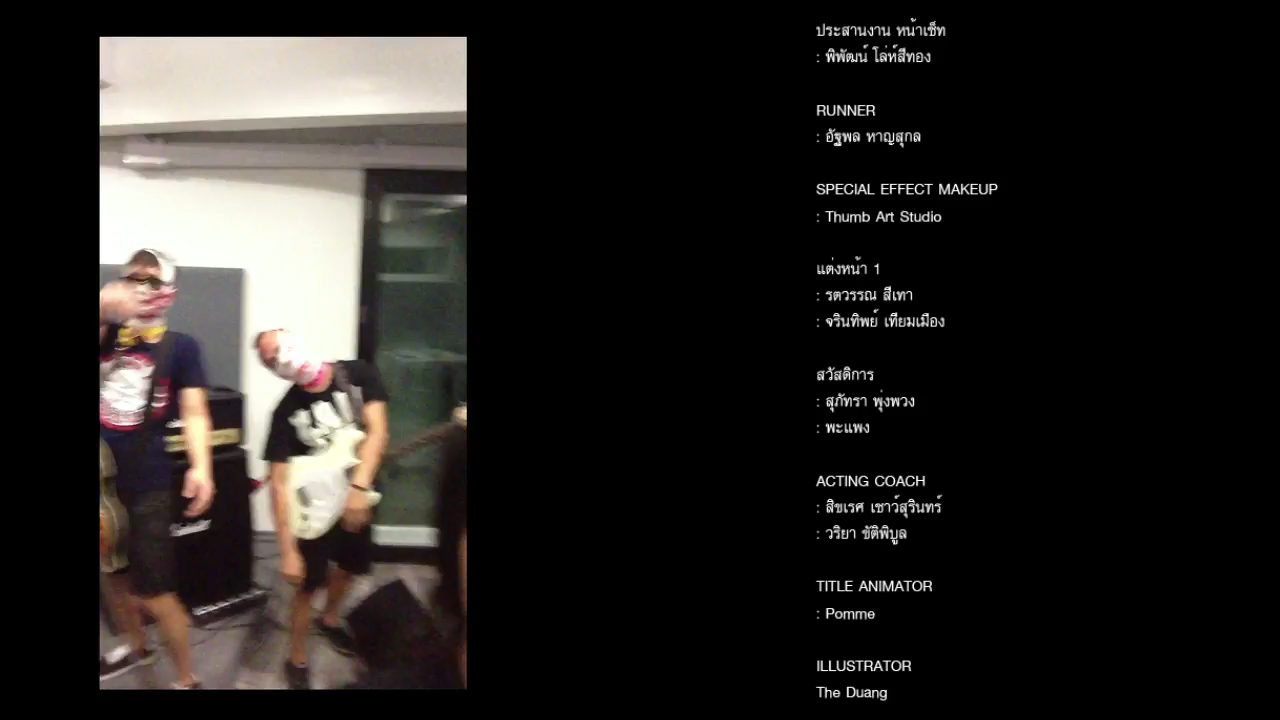 ประสานงาน หน้าเซ็ท
: พิพัฒน์ โล่ห์สีทอง
RUNNER
: อัฐพล หาญสุกล
SPECIAL EFFECT MAKEUP
: Thumb Art Studio
แต่งหน้า 1
: รตวรรณ สีเทา
: จรินทิพย์ เทียมเมือง
สวัสดิการ
: สุภัทรา พุ่งพวง
: พะแพง
ACTING COACH
: สิขเรศ เชาว์สุรินทร์
: วริยา ขัติพิบูล
TITLE ANIMATOR
: Pomme
ILLUSTRATOR
The Duang